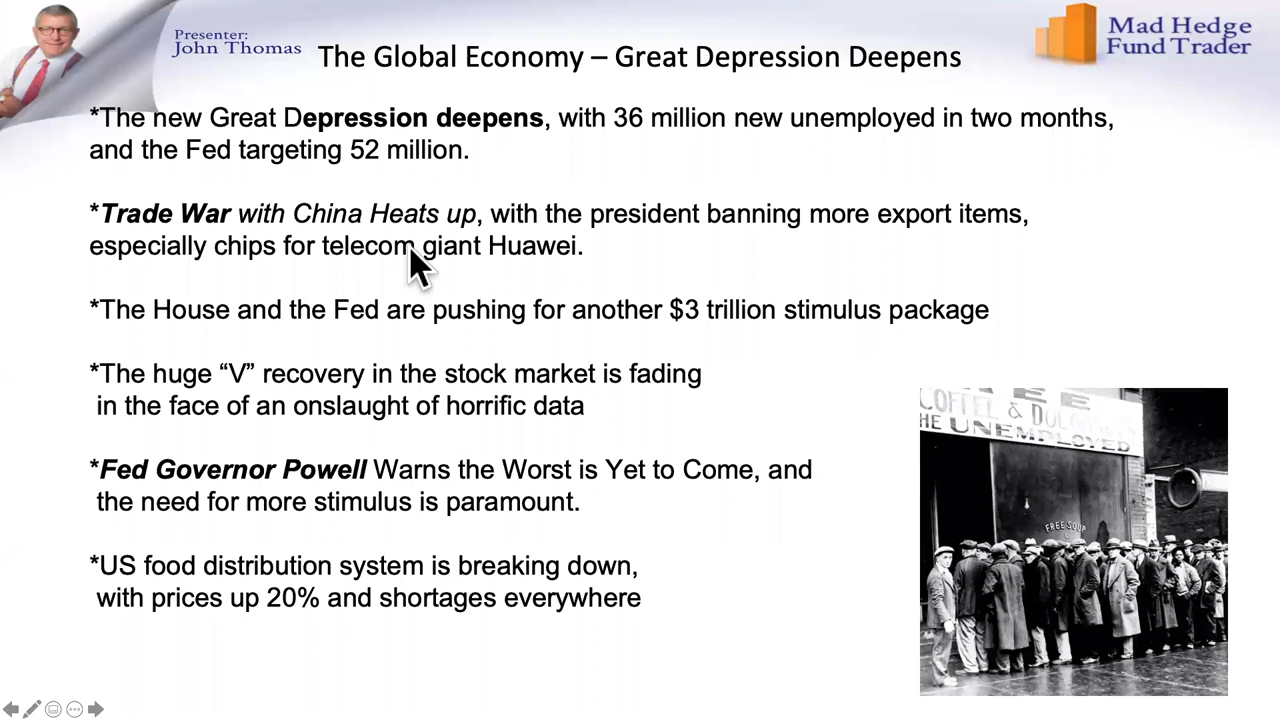 Presenter:
John Thomas
The Global Economy – Great Depression Deepens
Mad Hedge
Fund Trader
*The new Great Depression deepens, with 36 million new unemployed in two months,
and the Fed targeting 52 million.
*Trade War with China Heats up, with the president banning more export items,
especially chips for telecom giant Huawei.
*The House and the Fed are pushing for another $3 trillion stimulus package
*The huge “V” recovery in the stock market is fading
in the face of an onslaught of horrific data
*Fed Governor Powell Warns the Worst is Yet to Come, and
the need for more stimulus is paramount.
*US food distribution system is breaking down,
with prices up 20% and shortages everywhere
UNEMPLOYED
FREE SOUP